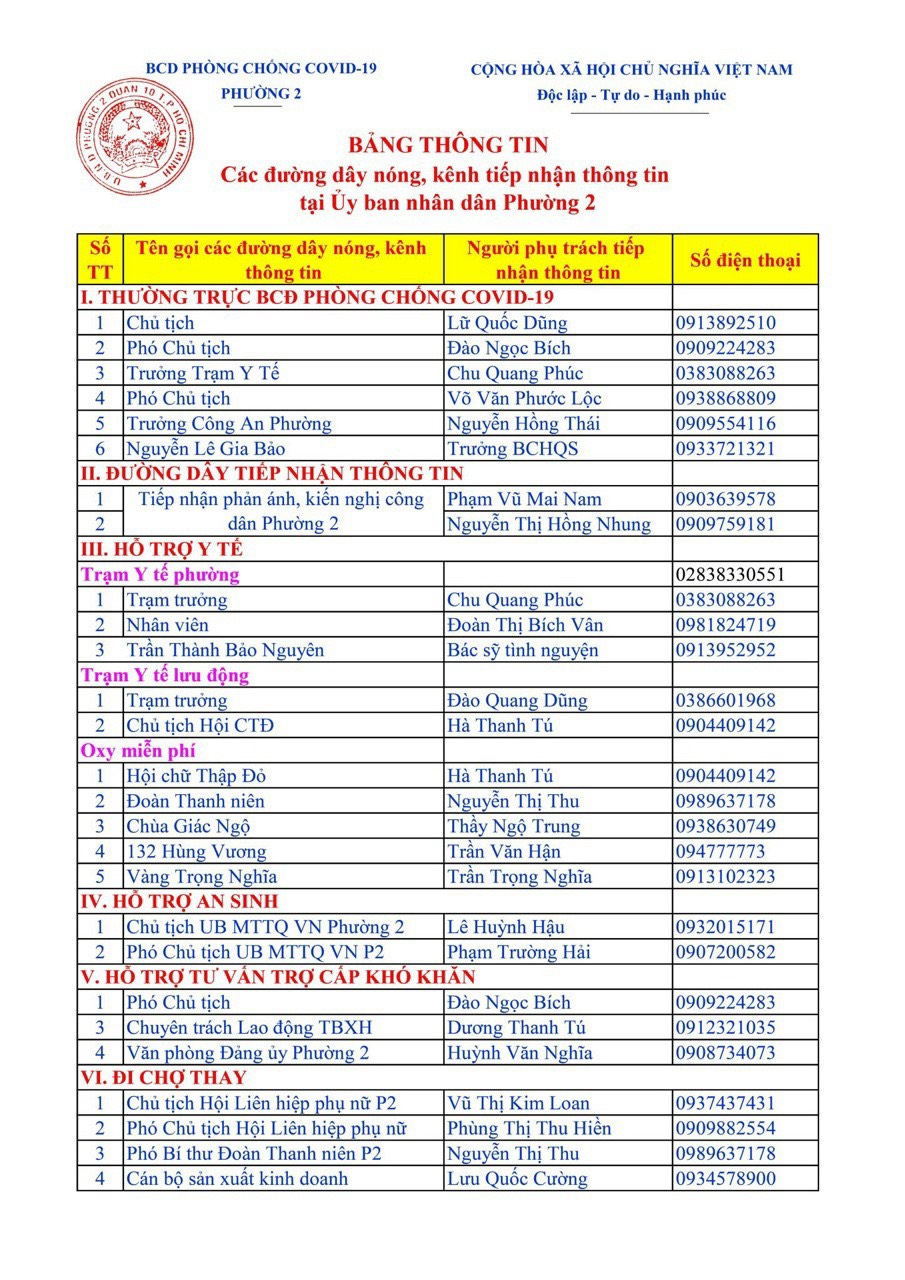 BCD PHÒNG CHỐNG COVID-19
PHƯỜNG 2
CỘNG HÒA XÃ HỘI CHỦ NGHĨA VIỆT NAM
Độc lập - Tự do - Hạnh phúc
U.B.N.D PHƯỜNG 2 QUẬN 10 T.P HỒ CHÍ MINH
BẢNG THÔNG TIN
Các đường dây nóng, kênh tiếp nhận thông tin
tại Ủy ban nhân dân Phường 2
Số TT Tên gọi các đường dây nóng, kênh thông tin Người phụ trách tiếp nhận thông tin Số điện thoại
I. THƯỜNG TRỰC BCĐ PHÒNG CHỐNG COVID-19
1 Chủ tịch Lữ Quốc Dũng 0913892510
2 Phó Chủ tịch Đào Ngọc Bích 0909224283
3 Trưởng Trạm Y Tế Chu Quang Phúc 0383088263
4 Phó Chủ tịch Võ Văn Phước Lộc 0938868809
5 Trưởng Công An Phường Nguyễn Hồng Thái 0909554116
6 Nguyễn Lê Gia Bảo Trưởng BCHQS 0933721321
II. ĐƯỜNG DÂY TIẾP NHẬN THÔNG TIN
1 Tiếp nhận phản ánh, kiến nghị công Phạm Vũ Mai Nam 0903639578
2 dân Phường 2 Nguyễn Thị Hồng Nhung 0909759181
III. HỖ TRỢ Y TẾ
Trạm Y tế phường 02838330551
1 Trạm trưởng Chu Quang Phúc 0383088263
2 Nhân viên Đoàn Thị Bích Vân 0981824719
3 Trần Thành Bảo Nguyên Bác sỹ tình nguyện 0913952952
Trạm Y tế lưu động
1 Trạm trưởng Đào Quang Dũng 0386601968
2 Chủ tịch Hội CTĐ Hà Thanh Tú 0904409142
Oxy miễn phí
1 Hội chữ Thập Đỏ Hà Thanh Tú 0904409142
2 Đoàn Thanh niên Nguyễn Thị Thu 0989637178
3 Chùa Giác Ngộ Thầy Ngộ Trung 0938630749
4 132 Hùng Vương Trần Văn Hận 094777773
5 Vàng Trọng Nghĩa Trần Trọng Nghĩa 0913102323
IV. HỖ TRỢ AN SINH
1 Chủ tịch UB MTTQ VN Phường 2 Lê Huỳnh Hậu 0932015171
2 Phó Chủ tịch UB MTTQ VN P2 Phạm Trường Hải 0907200582
V. HỖ TRỢ TƯ VẤN TRỢ CẤP KHÓ KHĂN
1 Phó Chủ tịch Đào Ngọc Bích 0909224283
3 Chuyên trách Lao động TBXH Dương Thanh Tú 0912321035
4 Văn phòng Đảng ủy Phường 2 Huỳnh Văn Nghĩa 0908734073
VI. ĐI CHỢ THAY
1 Chủ tịch Hội Liên hiệp phụ nữ P2 Vũ Thị Kim Loan 0937437431
2 Phó Chủ tịch Hội Liên hiệp phụ nữ Phùng Thị Thu Hiền 0909882554
3 Phó Bí thư Đoàn Thanh niên P2 Nguyễn Thị Thu 0989637178
4 Cán bộ sản xuất kinh doanh Lưu Quốc Cường 0934578900